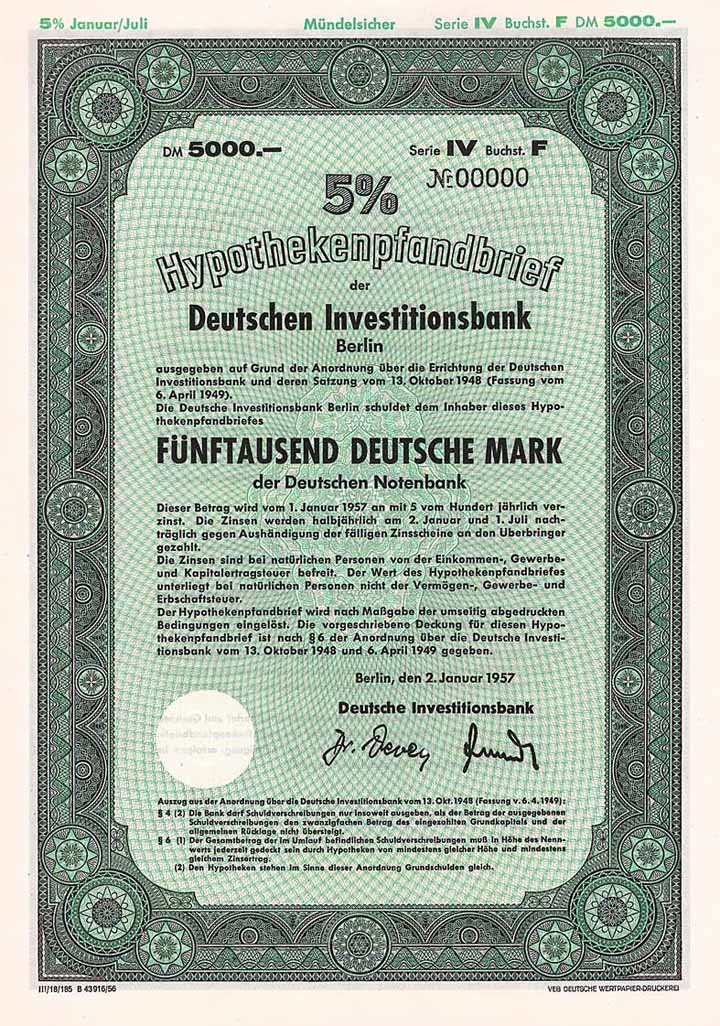 5% Januar/Juli Mündelsicher Serie IV Buchst. F DM 5000.—
DM 5000.— Serie IV Buchst. F
№ 00000
5%
Hypothekenpfandbrief
der
Deutschen Investitionsbank
Berlin
ausgegeben auf Grund der Anordnung über die Errichtung der Deutschen
Investitionsbank und deren Satzung vom 13. Oktober 1948 (Fassung vom
6. April 1949).
Die Deutsche Investitionsbank Berlin schuldet dem Inhaber dieses Hypo-
thekenpfandbriefes
FÜNFTAUSEND DEUTSCHE MARK
der Deutschen Notenbank
Dieser Betrag wird vom 1. Januar 1957 an mit 5 vom Hundert jährlich ver-
zinst. Die Zinsen werden halbjährlich am 2. Januar und 1. Juli nach-
träglich gegen Aushändigung der fälligen Zinsscheine an den Überbringer
gezahlt.
Die Zinsen sind bei natürlichen Personen von der Einkommen-, Gewerbe-
und Kapitalertragsteuer befreit. Der Wert des Hypothekenpfandbriefes
unterliegt bei natürlichen Personen nicht der Vermögen-, Gewerbe- und
Erbschaftsteuer.
Der Hypothekenpfandbrief wird nach Maßgabe der umseitig abgedruckten
Bedingungen eingelöst. Die vorgeschriebene Deckung für diesen Hypo-
thekenpfandbrief ist nach § 6 der Anordnung über die Deutsche Investi-
tionsbank vom 13. Oktober 1948 und 6. April 1949 gegeben.
Berlin, den 2. Januar 1957
Deutsche Investitionsbank
Auszug aus der Anordnung über die Deutsche Investitionsbank vom 13. Okt. 1948 (Fassung v. 6. 4. 1949):
§ 4 (2) Die Bank darf Schuldverschreibungen nur insoweit ausgeben, als der Betrag der ausgegebenen
Schuldverschreibungen den zwanzigfachen Betrag des eingezahlten Grundkapitals und der
allgemeinen Rücklage nicht übersteigt.
§ 6 (1) Der Gesamtbetrag der im Umlauf befindlichen Schuldverschreibungen muß in Höhe des Nenn-
werts jederzeit gedeckt sein durch Hypotheken von mindestens gleicher Höhe und mindestens
gleichem Zinsertrag.
(2) Den Hypotheken stehen im Sinne dieser Anordnung Grundschulden gleich.
III/18/185 B 43916/56 VEB DEUTSCHE WERTPAPIER-DRUCKEREI